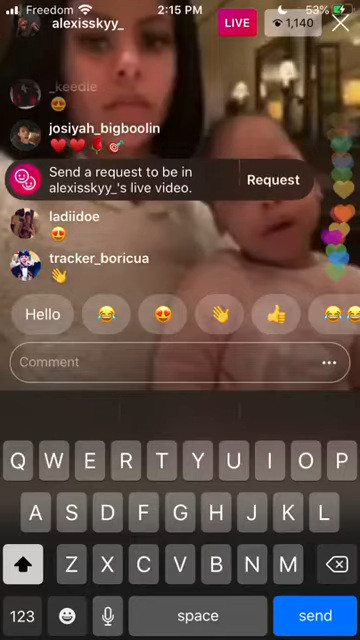 Freedom 2:15 PM 53%
alexisskyy_ LIVE 1,140
_keedle
😍
josiyah_bigboolin
❤️❤️🌹🎯
Send a request to be in
alexisskyy_'s live video.
Request
ladiidoe
😍
tracker_boricua
👋
Hello 😂 😍 👋 👍 😂😂
Comment ...
Q W E R T Y U I O P
A S D F G H J K L
Z X C V B N M
123 space send